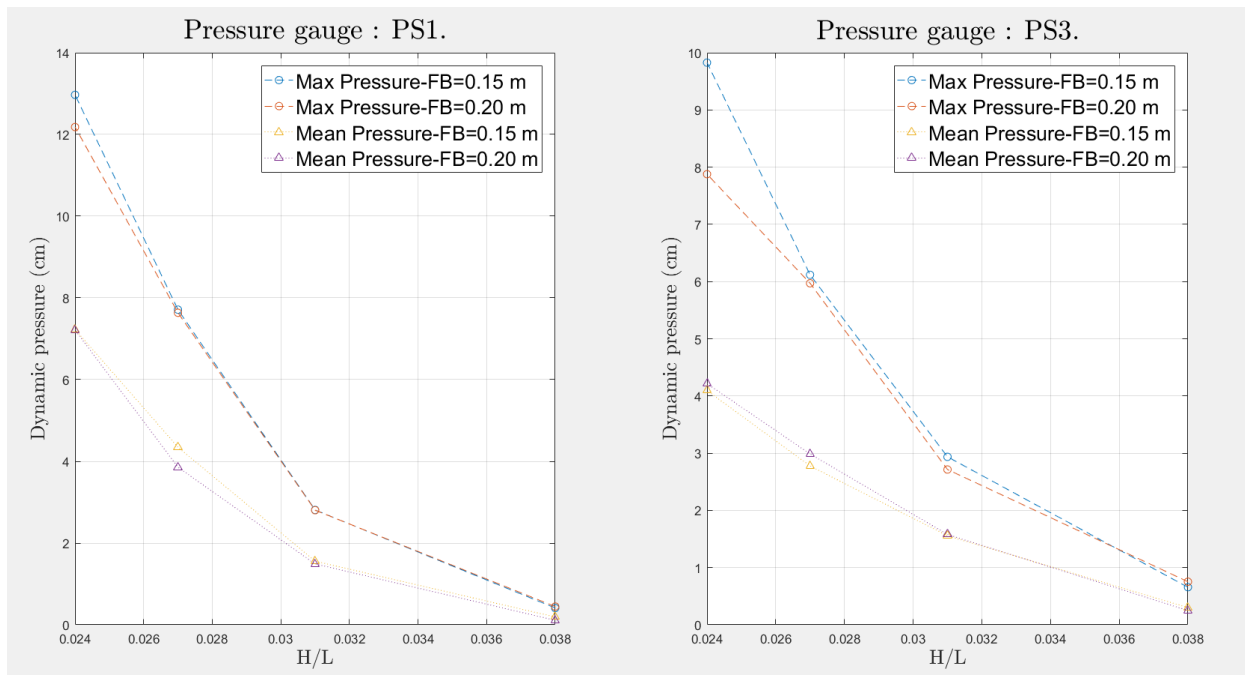 Pressure gauge : PS1.
14
12
10
8
6
4
2
0
Dynamic pressure (cm)
Max Pressure-FB=0.15 m
Max Pressure-FB=0.20 m
Mean Pressure-FB=0.15 m
Mean Pressure-FB=0.20 m
0.024 0.026 0.028 0.03 0.032 0.034 0.036 0.038
H/L
Pressure gauge : PS3.
10
9
8
7
6
5
4
3
2
1
0
Dynamic pressure (cm)
Max Pressure-FB=0.15 m
Max Pressure-FB=0.20 m
Mean Pressure-FB=0.15 m
Mean Pressure-FB=0.20 m
0.024 0.026 0.028 0.03 0.032 0.034 0.036 0.038
H/L